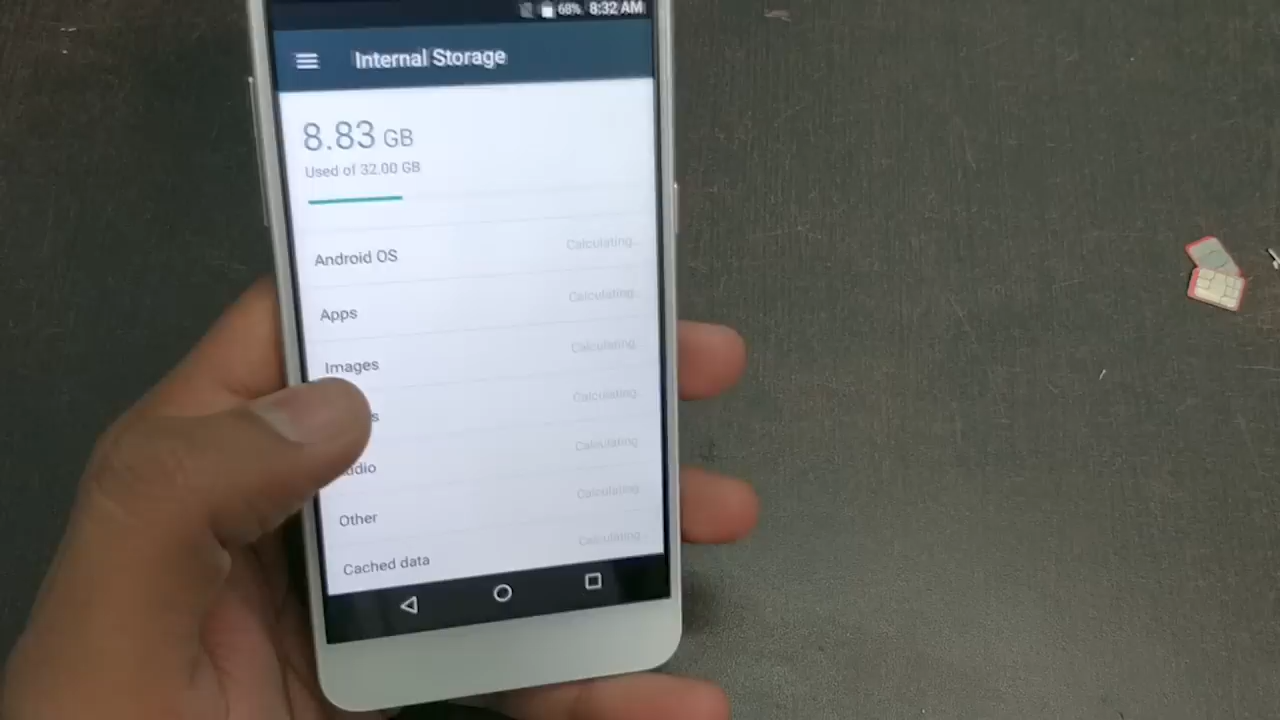 68% 8:32 AM
Internal Storage
8.83 GB
Used of 32.00 GB
Android OS Calculating...
Apps Calculating...
Images Calculating...
Calculating...
Calculating...
Other Calculating...
Cached data Calculating...